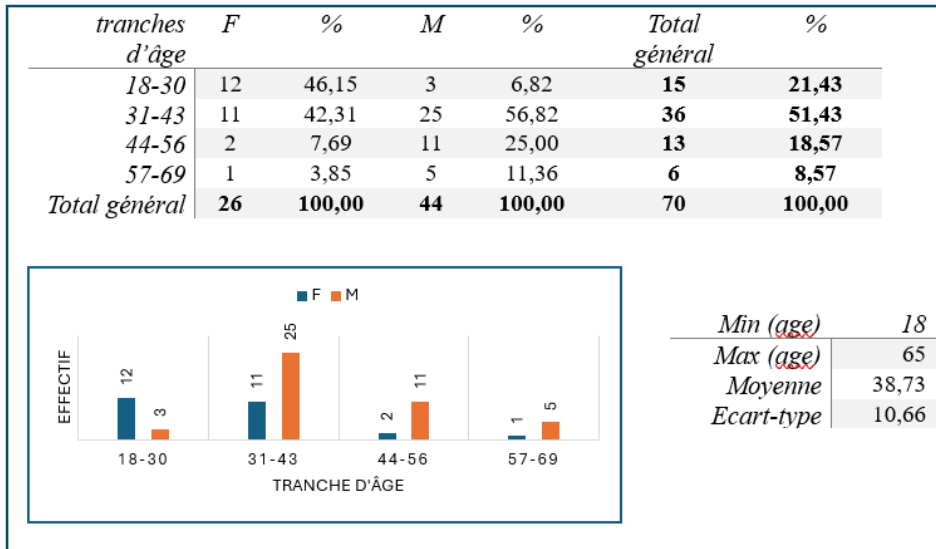 tranches d'âge F % M % Total général %
18-30 12 46,15 3 6,82 15 21,43
31-43 11 42,31 25 56,82 36 51,43
44-56 2 7,69 11 25,00 13 18,57
57-69 1 3,85 5 11,36 6 8,57
Total général 26 100,00 44 100,00 70 100,00
F M
EFFECTIF
12 3 11 25 2 11 1 5
18-30 31-43 44-56 57-69
TRANCHE D'ÂGE
Min (age) 18
Max (age) 65
Moyenne 38,73
Ecart-type 10,66